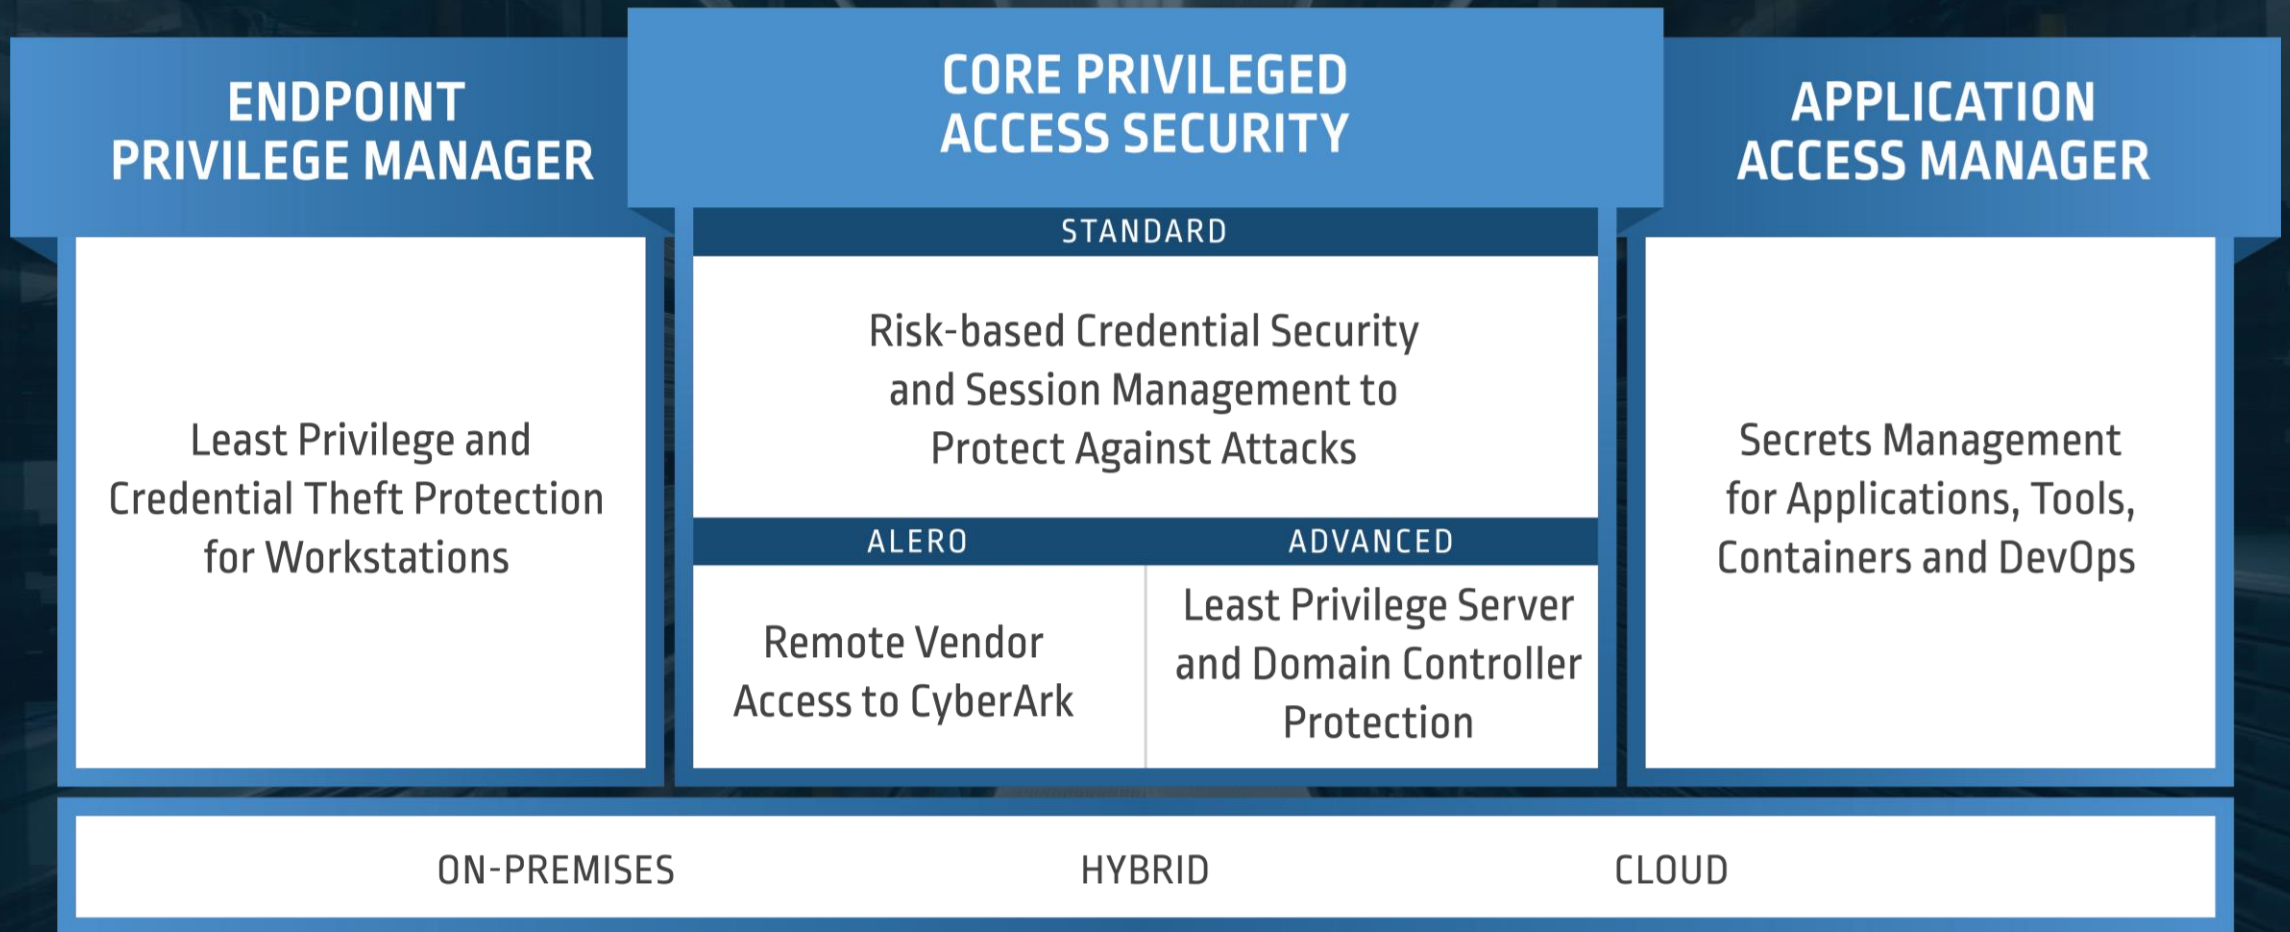 ENDPOINT
PRIVILEGE MANAGER
Least Privilege and
Credential Theft Protection
for Workstations
CORE PRIVILEGED
ACCESS SECURITY
STANDARD
Risk-based Credential Security
and Session Management to
Protect Against Attacks
ALERO
Remote Vendor
Access to CyberArk
ADVANCED
Least Privilege Server
and Domain Controller
Protection
APPLICATION
ACCESS MANAGER
Secrets Management
for Applications, Tools,
Containers and DevOps
ON-PREMISES
HYBRID
CLOUD